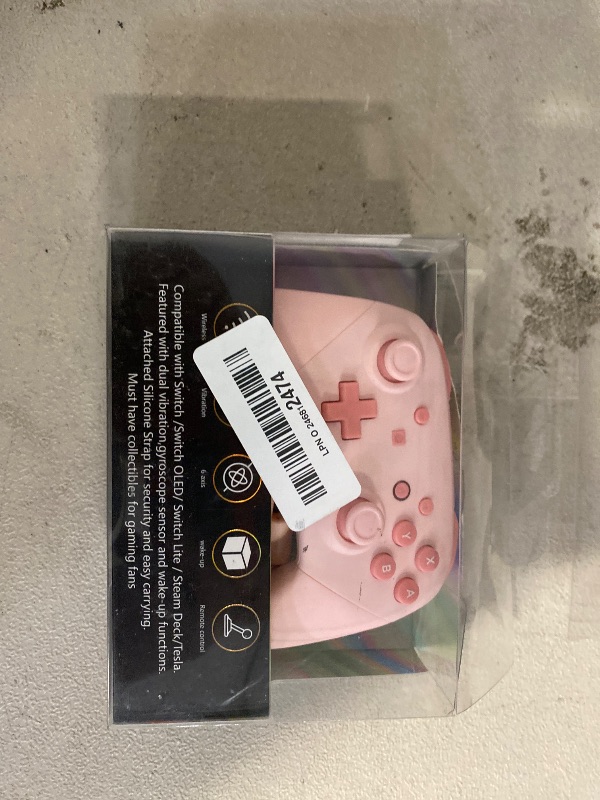 Wireless
Vibration
6 axis
wake-up
Remote control
Compatible with Switch /Switch OLED/ Switch Lite / Steam Deck/Tesla.
Featured with dual vibration,gyroscope sensor and wake-up functions.
Attached Silicone Strap for security and easy carrying.
Must have collectibles for gaming fans
LPN 0 246812474
X
Y
A
B